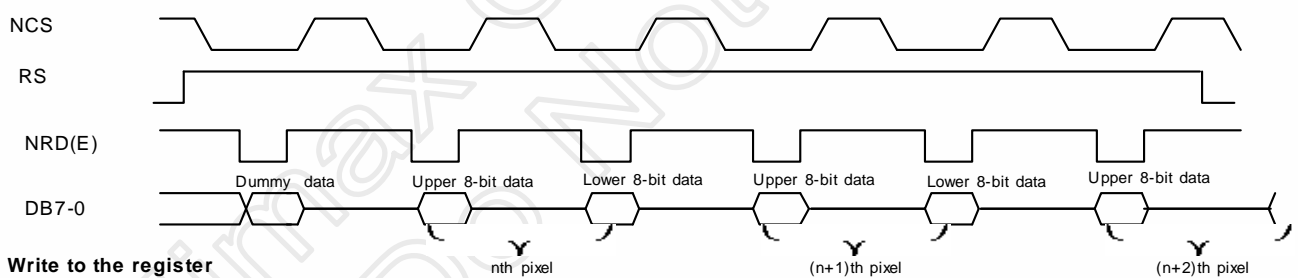 NCS
RS
NRD(E)
Dummy data Upper 8-bit data Lower 8-bit data Upper 8-bit data Lower 8-bit data Upper 8-bit data
DB7-0
Write to the register nth pixel (n+1)th pixel (n+2)th pixel